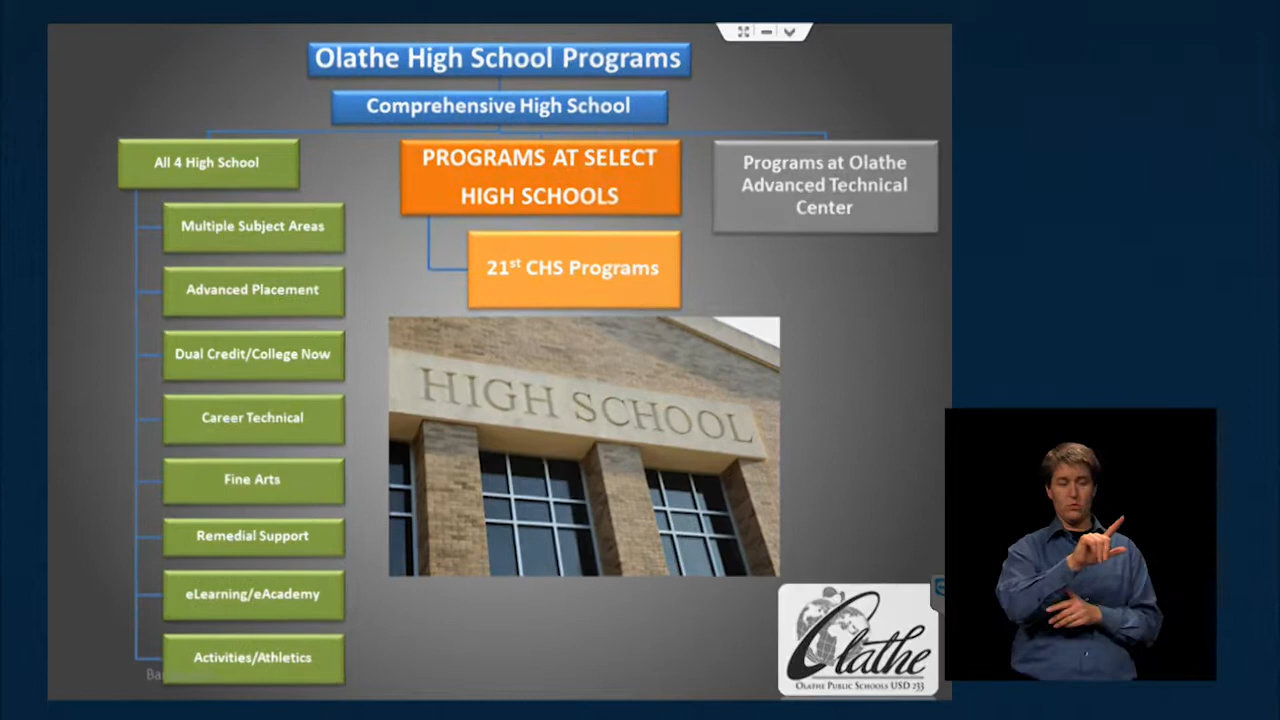 Olathe High School Programs
Comprehensive High School
All 4 High School
Multiple Subject Areas
Advanced Placement
Dual Credit/College Now
Career Technical
Fine Arts
Remedial Support
eLearning/eAcademy
Activities/Athletics
PROGRAMS AT SELECT
HIGH SCHOOLS
21st CHS Programs
Programs at Olathe
Advanced Technical
Center
HIGH SCHOOL
Olathe
OLATHE PUBLIC SCHOOLS USD 233